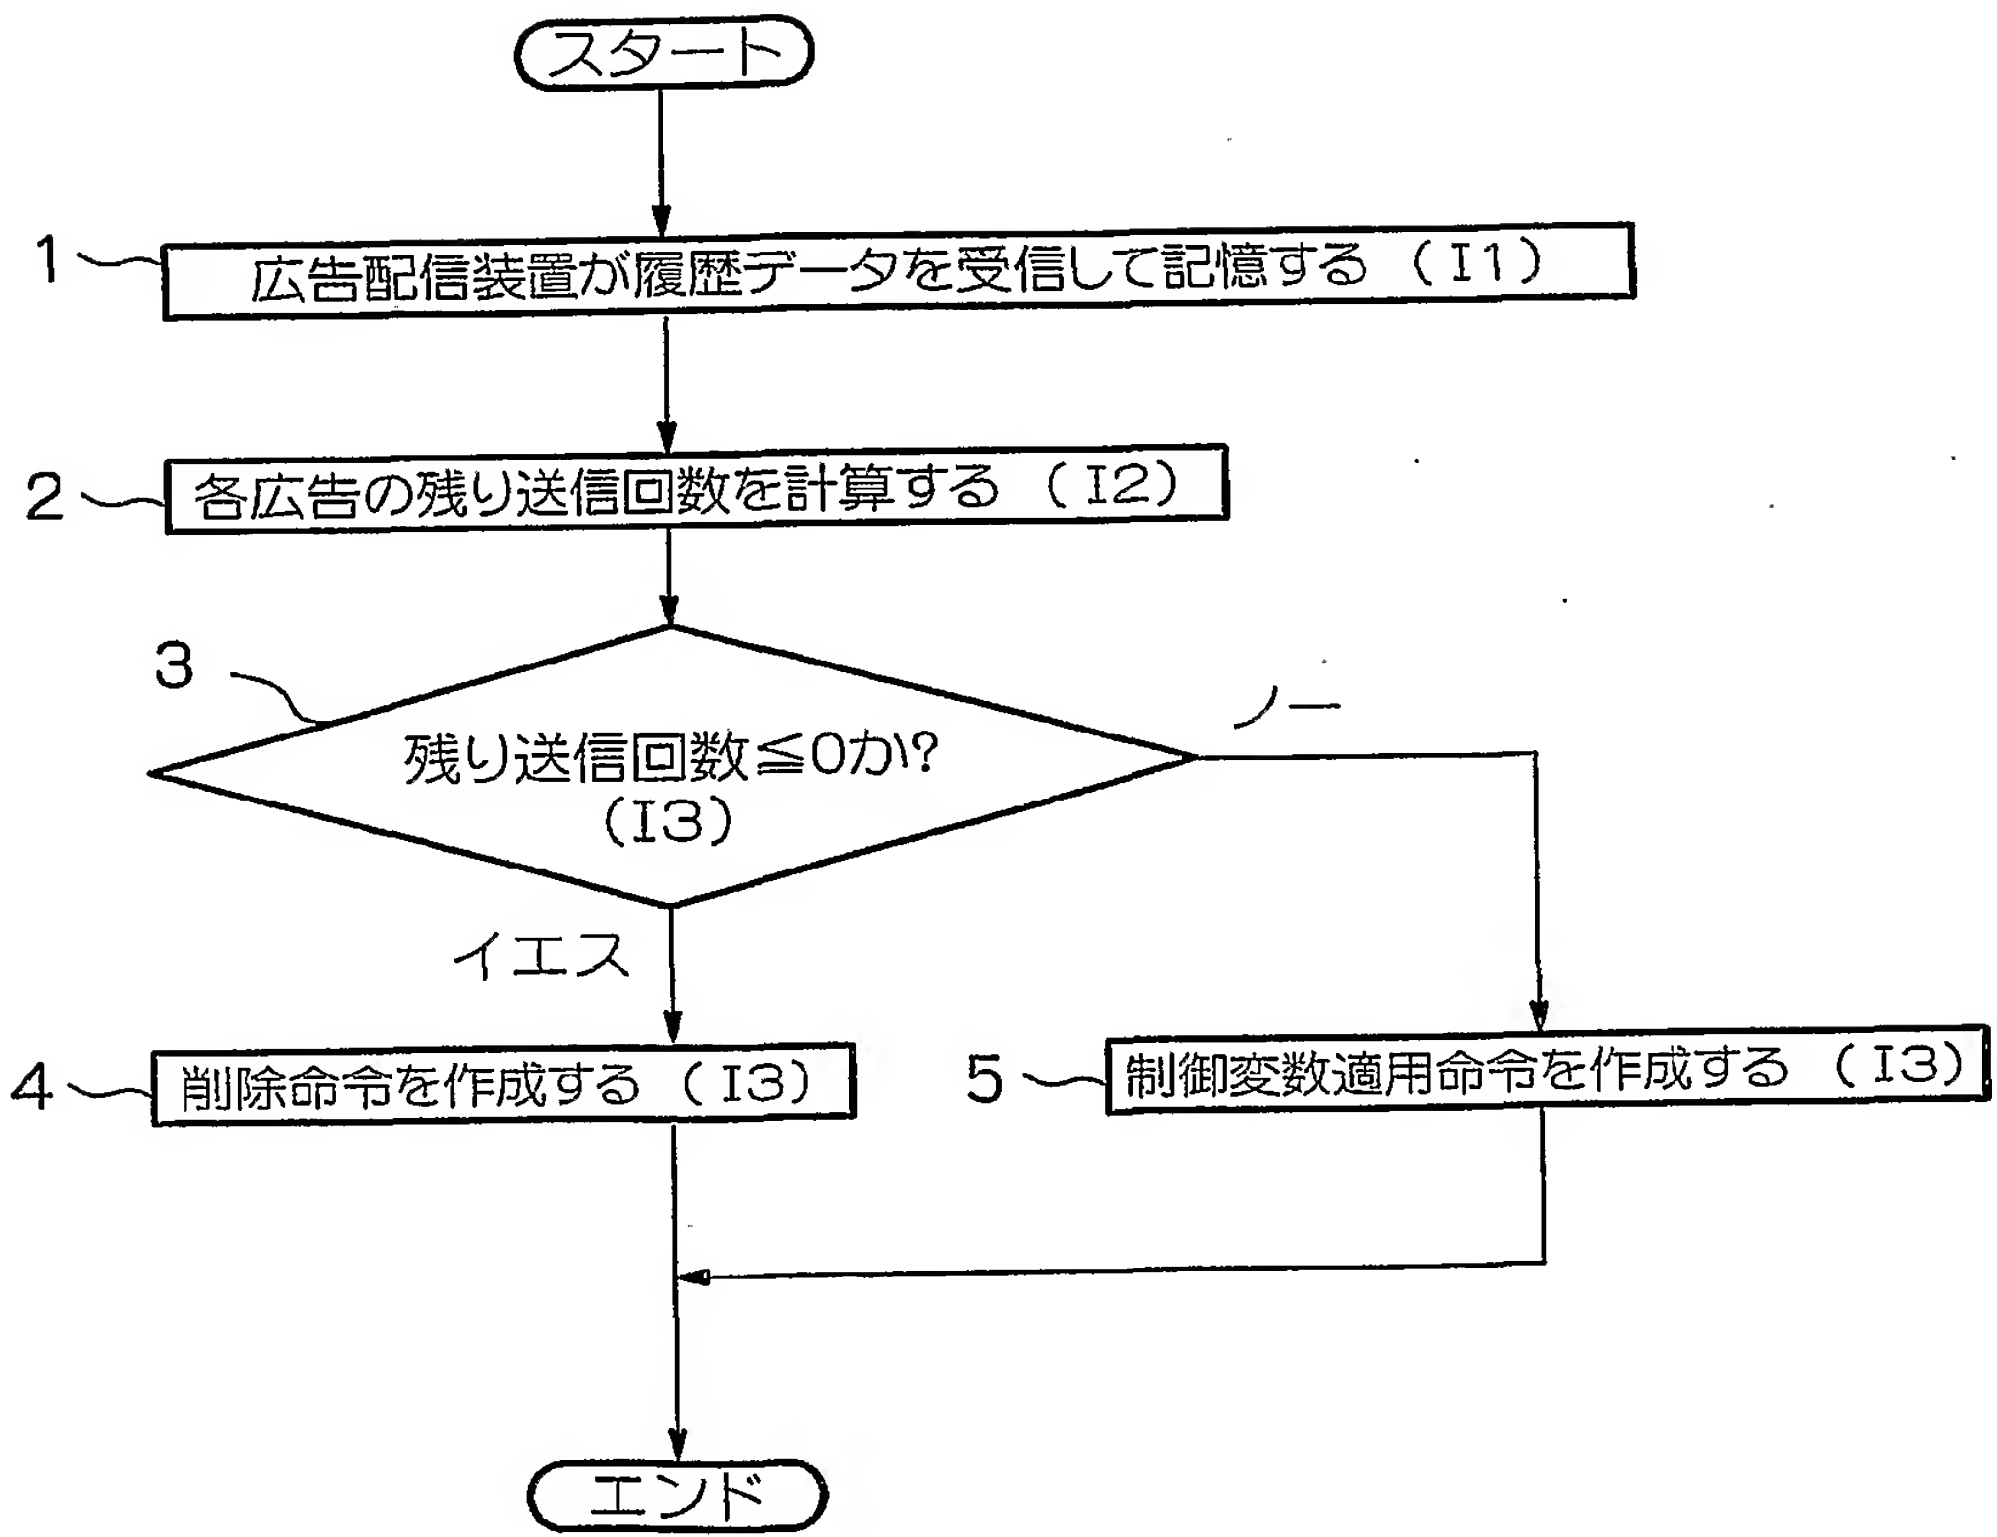 スタート
1
広告配信装置が履歴データを受信して記憶する（I1）
2
各広告の残り送信回数を計算する（I2）
3
残り送信回数≦0か?
（I3）
ノー
イエス
4
削除命令を作成する（I3）
5
制御変数適用命令を作成する（I3）
エンド